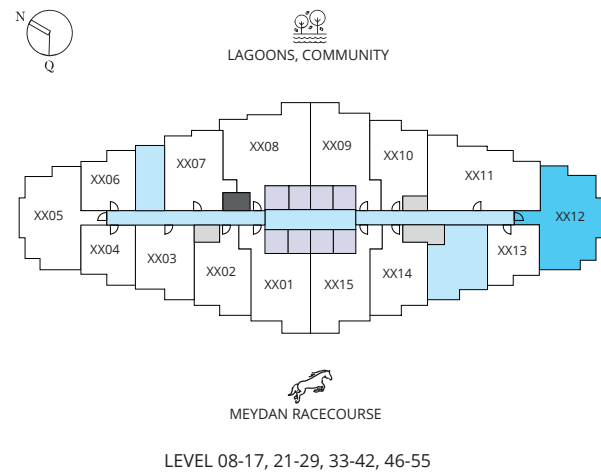 N
Q
LAGOONS, COMMUNITY
XX08
XX09
XX07
XX10
XX06
XX11
XX05
XX12
XX04
XX03
XX02
XX01
XX15
XX14
XX13
MEYDAN RACECOURSE
LEVEL 08-17, 21-29, 33-42, 46-55